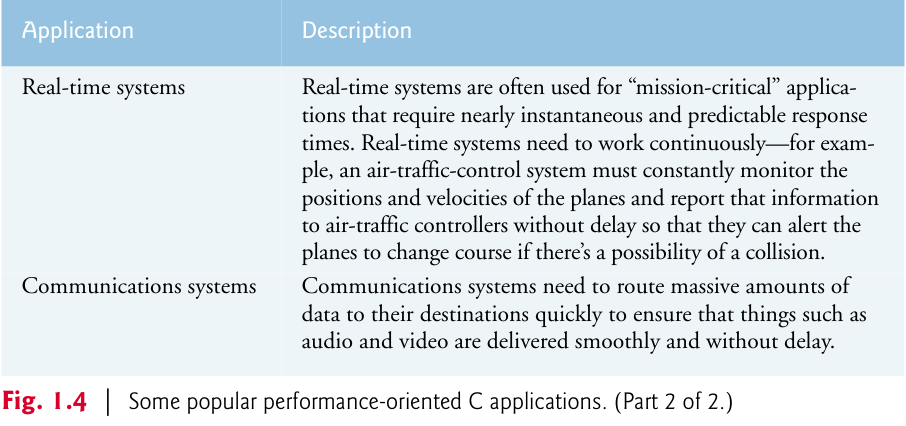 Application
Description
Real-time systems
Real-time systems are often used for “mission-critical” applica-
tions that require nearly instantaneous and predictable response
times. Real-time systems need to work continuously—for exam-
ple, an air-traffic-control system must constantly monitor the
positions and velocities of the planes and report that information
to air-traffic controllers without delay so that they can alert the
planes to change course if there’s a possibility of a collision.
Communications systems
Communications systems need to route massive amounts of
data to their destinations quickly to ensure that things such as
audio and video are delivered smoothly and without delay.
Fig. 1.4 | Some popular performance-oriented C applications. (Part 2 of 2.)